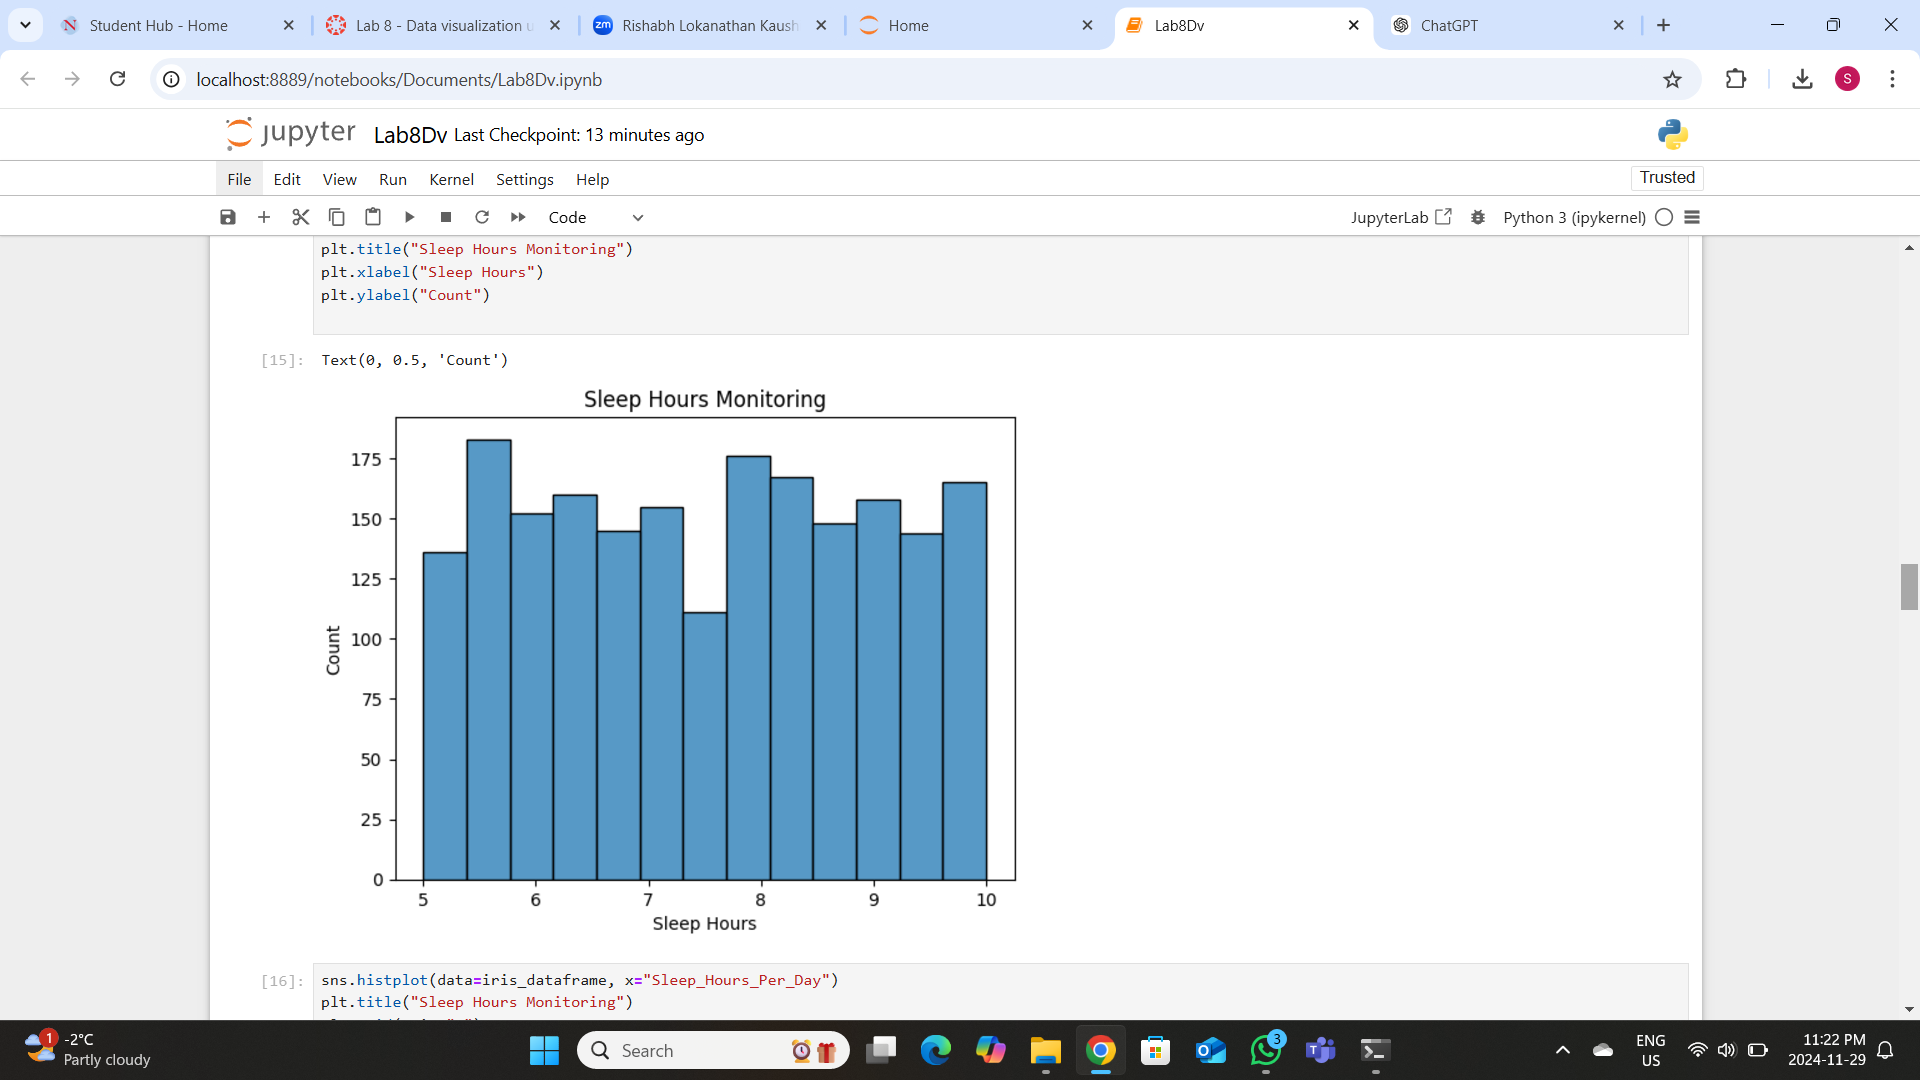 Student Hub - Home
Lab 8 - Data visualization u
Rishabh Lokanathan Kaush
Home
Lab8Dv
ChatGPT
localhost:8889/notebooks/Documents/Lab8Dv.ipynb
S
jupyter Lab8Dv Last Checkpoint: 13 minutes ago
File Edit View Run Kernel Settings Help
Trusted
Code
JupyterLab
Python 3 (ipykernel)
plt.title("Sleep Hours Monitoring")
plt.xlabel("Sleep Hours")
plt.ylabel("Count")
[15]: Text(0, 0.5, 'Count')
Sleep Hours Monitoring
175
150
125
100
75
50
25
0
Count
5 6 7 8 9 10
Sleep Hours
[16]: sns.histplot(data=iris_dataframe, x="Sleep_Hours_Per_Day")
plt.title("Sleep Hours Monitoring")
1
-2°C
Partly cloudy
Search
3
ENG
US
11:22 PM
2024-11-29